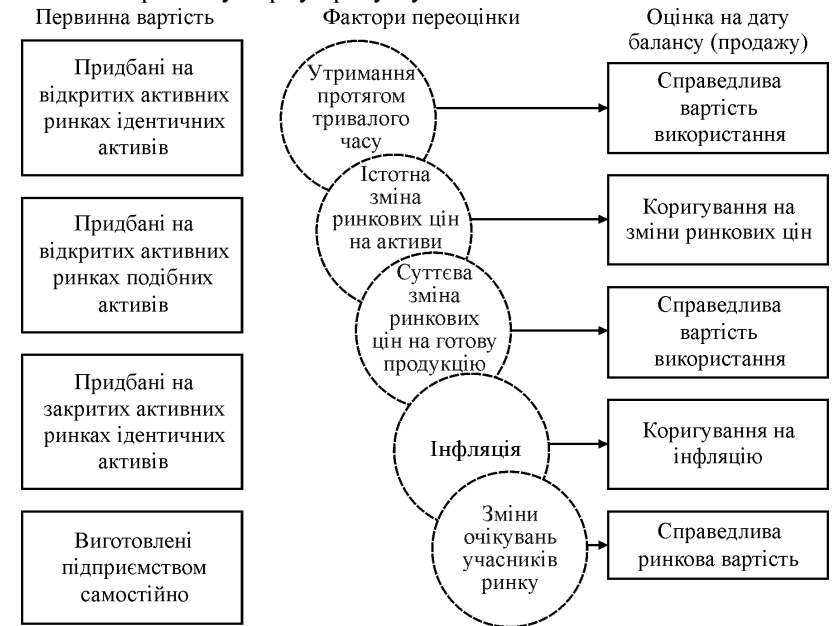 Первинна вартість
Придбані на
відкритих активних
ринках ідентичних
активів
Придбані на
відкритих активних
ринках подібних
активів
Придбані на
закритих активних
ринках ідентичних
активів
Виготовлені
підприємством
самостійно
Фактори переоцінки
Утримання
протягом
тривалого
часу
Істотна
зміна
ринкових цін
на активи
Суттєва
зміна
ринкових
цін на готову
продукцію
Інфляція
Зміни
очікувань
учасників
ринку
Оцінка на дату
балансу (продажу)
Справедлива
вартість
використання
Коригування на
зміни ринкових цін
Справедлива
вартість
використання
Коригування на
інфляцію
Справедлива
ринкова вартість